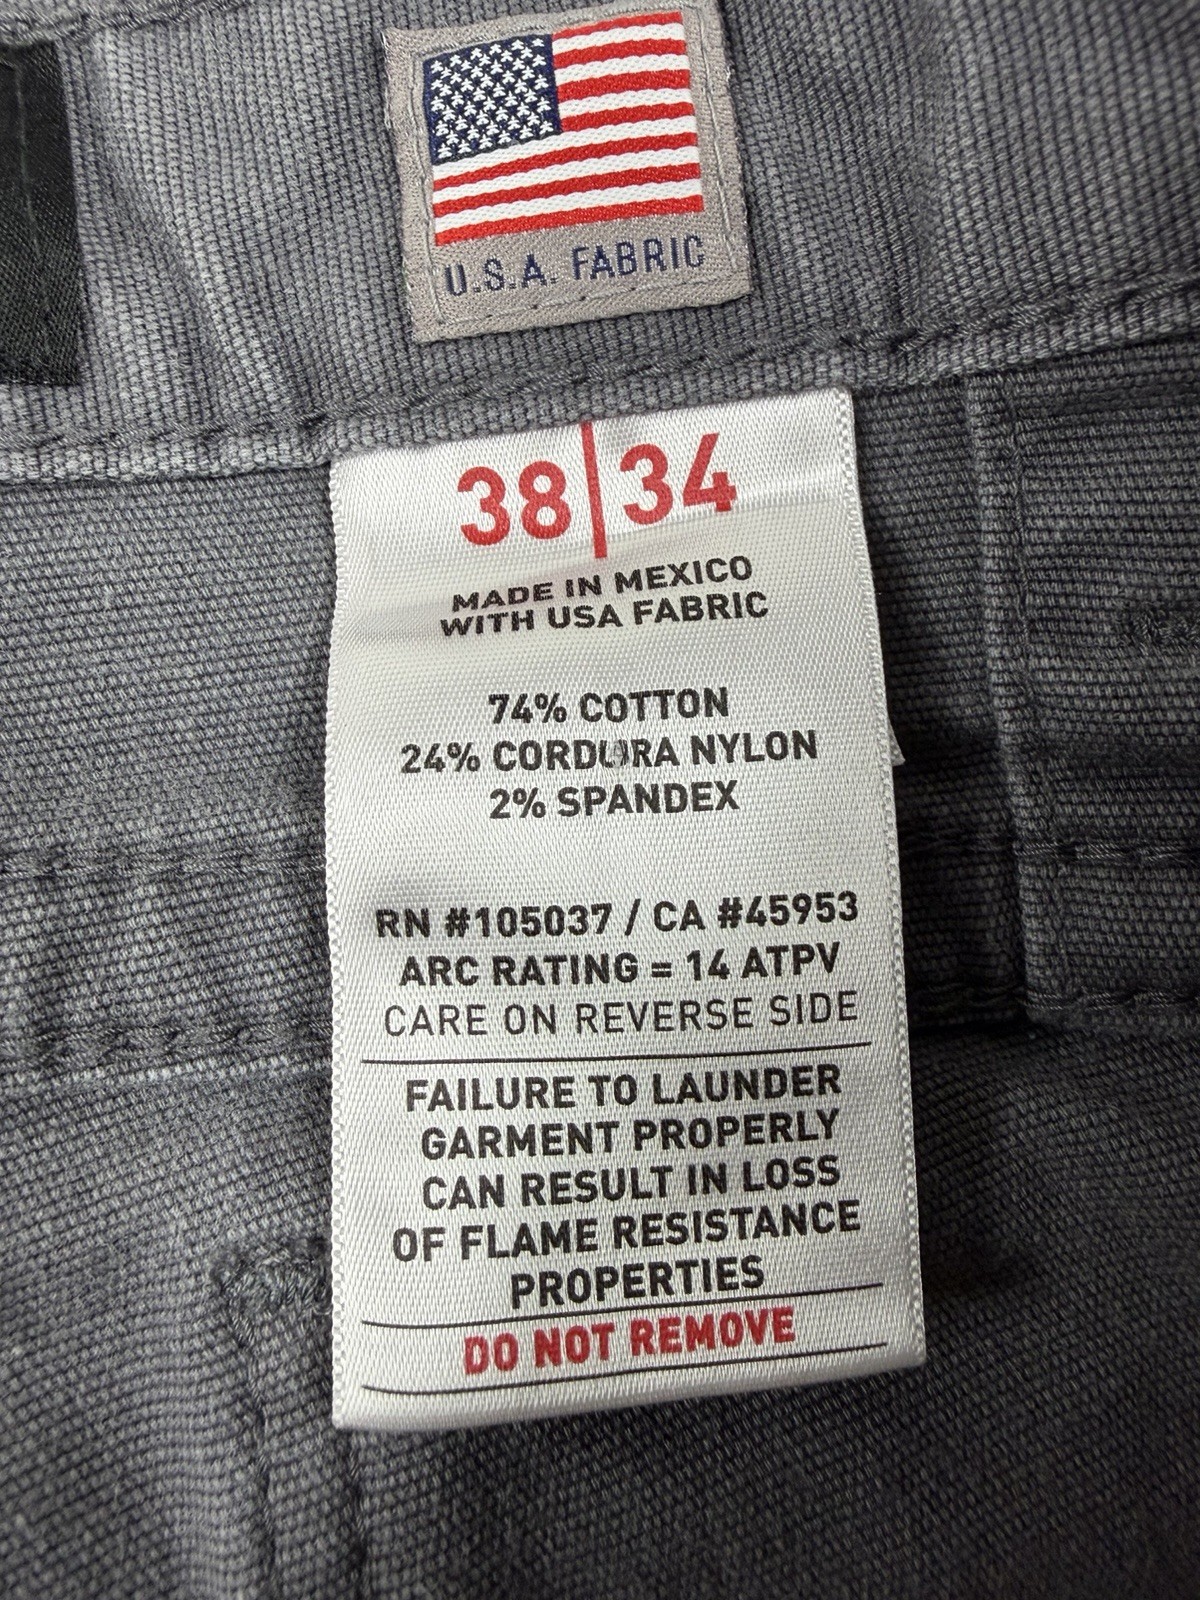 U.S.A. FABRIC
38|34
MADE IN MEXICO
WITH USA FABRIC
74% COTTON
24% CORDURA NYLON
2% SPANDEX
RN #105037 / CA #45953
ARC RATING = 14 ATPV
CARE ON REVERSE SIDE
FAILURE TO LAUNDER
GARMENT PROPERLY
CAN RESULT IN LOSS
OF FLAME RESISTANCE
PROPERTIES
DO NOT REMOVE